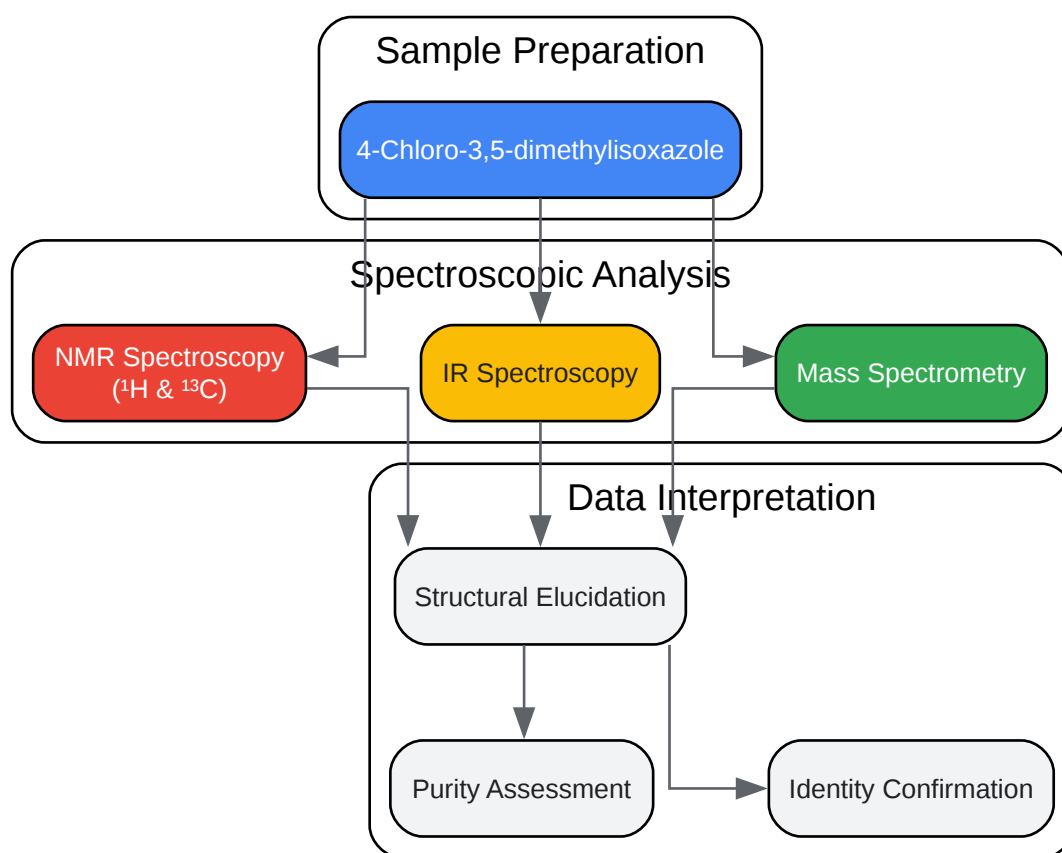 Sample Preparation
4-Chloro-3,5-dimethylisoxazole
Spectroscopic Analysis
NMR Spectroscopy
(¹H & ¹³C)
IR Spectroscopy
Mass Spectrometry
Data Interpretation
Structural Elucidation
Purity Assessment
Identity Confirmation